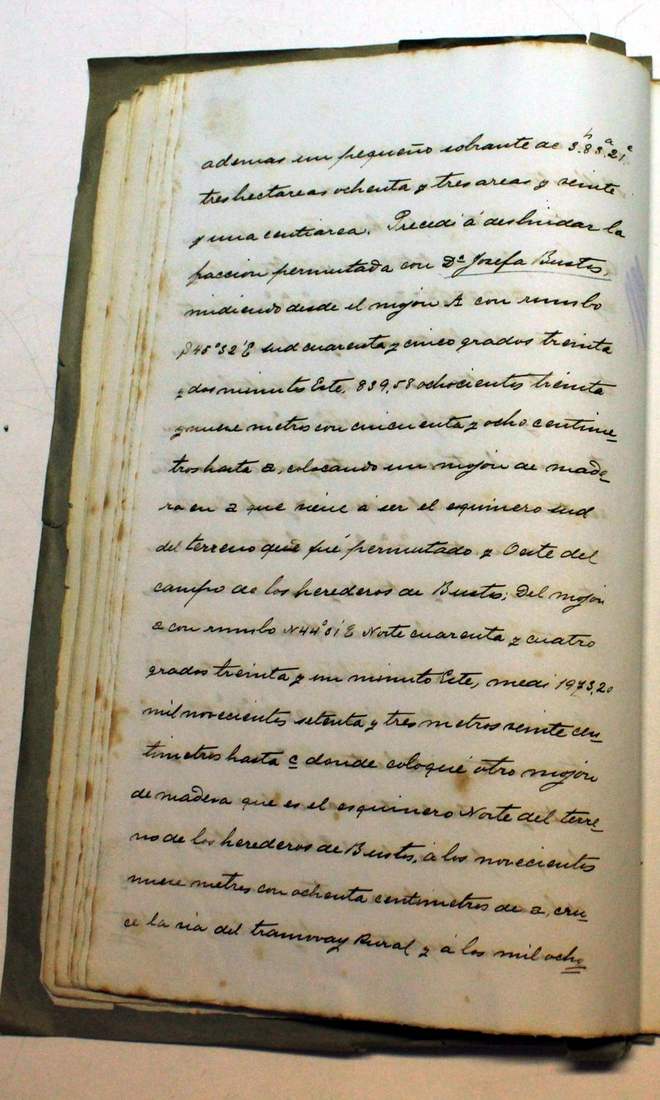 ademas un pequeño sobrante de 3.h83.a21.c
tres hectareas ochenta y tres areas y veinte
y una centiarea. Precedi á deslindar la
faccion permutada con Da Josefa Bustos,
midiendo desde el mojon A con rumbo
S45°32'E sud cuarenta y cinco grados treinta
y dos minutos Este, 839,58 ochocientos treinta
y nueve metros con cincuenta y ocho centime-
tros hasta a, colocando un mojon de made-
ra en a que viene á ser el esquinero sud
del terreno que fué permutado y Oeste del
campo de los herederos de Bustos; Del mojon
a con rumbo N44°31'E Norte cuarenta y cuatro
grados treinta y un minuto Este, medi 1973,20
mil novecientos setenta y tres metros veinte cen-
timetros hasta c donde coloqué otro mojon
de madera que es el esquinero Norte del terre-
no de los herederos de Bustos, á los novecientos
nueve metros con ochenta centimetros de a, cru-
ce la via del tramway Rural y á los mil ocho